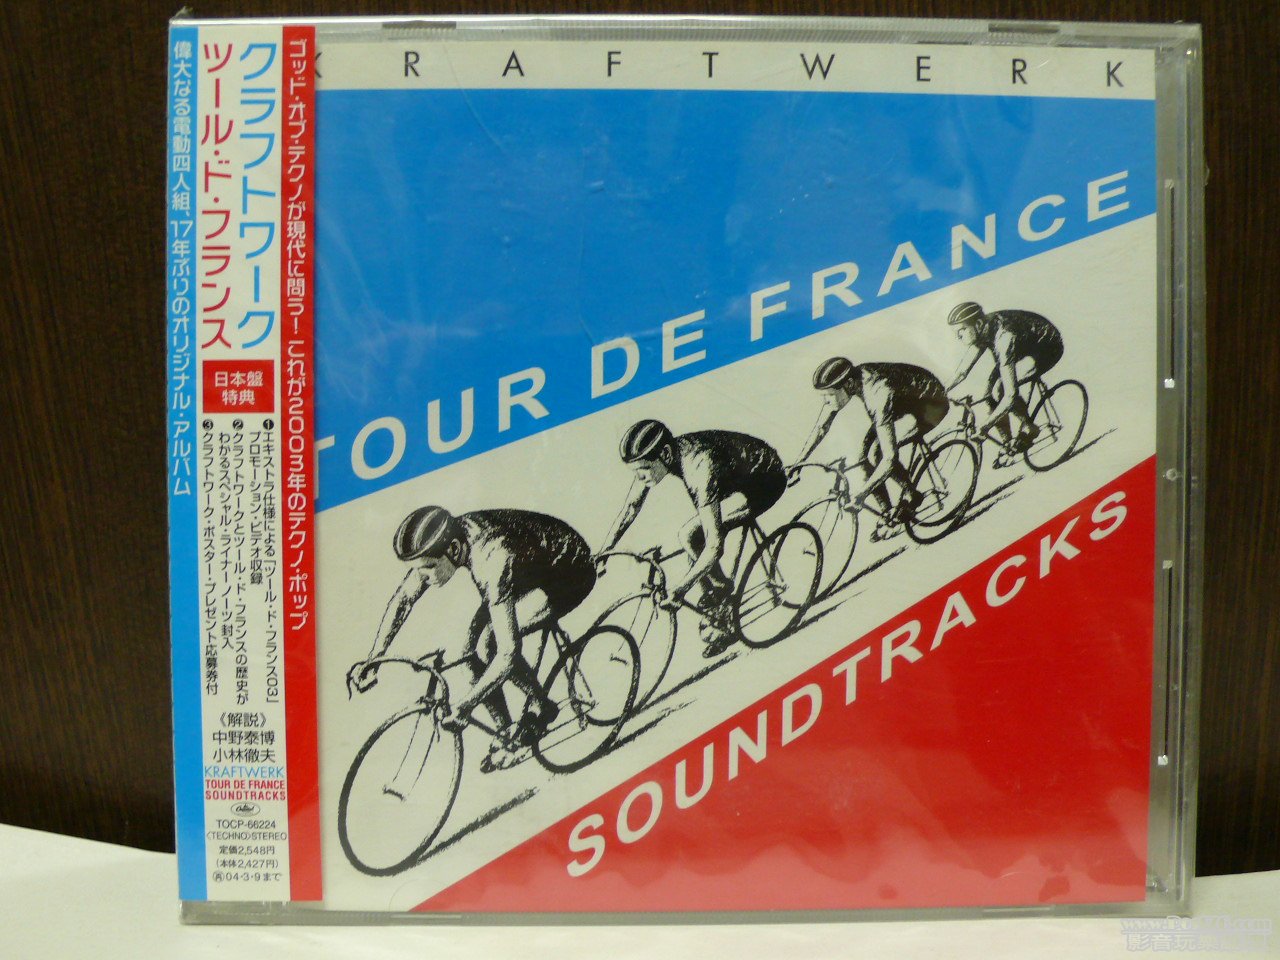 KRAFTWERK
TOUR DE FRANCE
SOUNDTRACKS
ゴッド・オブ・テクノが現代に問う! これが2003年のテクノ・ポップ
クラフトワーク
ツール・ド・フランス
偉大なる電動四人組、17年ぶりのオリジナル・アルバム
日本盤
特典
❶エキストラ仕様による「ツール・ド・フランス03」
プロモーション・ビデオ収録
❷クラフトワークとツール・ド・フランスの歴史が
わかるスペシャル・ライナーノーツ封入
❸クラフトワーク・ポスター・プレゼント応募券付
《解説》
中野泰博
小林徹夫
KRAFTWERK
TOUR DE FRANCE
SOUNDTRACKS
Capitol
TOCP-66224
〈TECHNO〉STEREO
定価2,548円
(本体2,427円)
㋐04・3・9まで